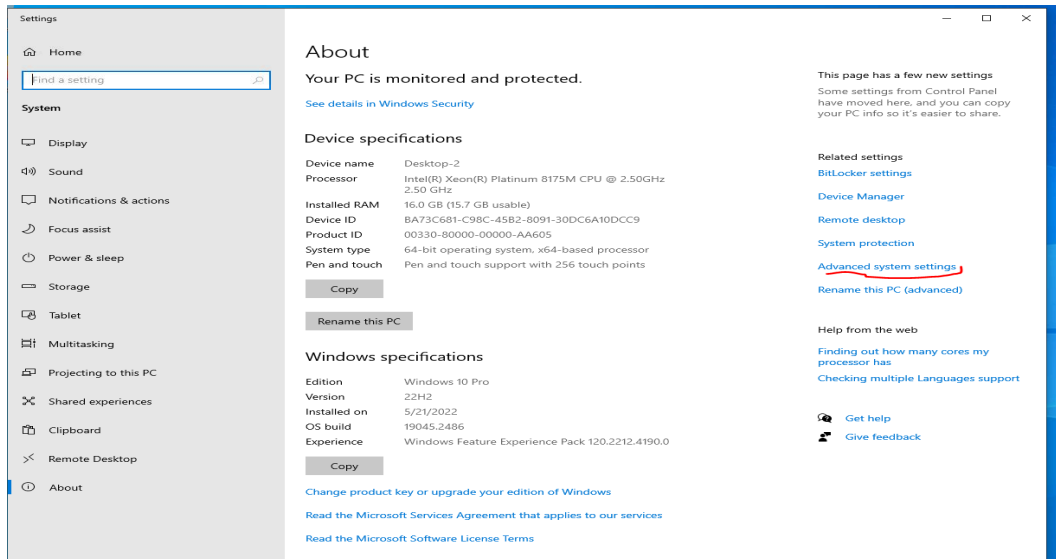 Settings
Home
Find a setting
System
Display
Sound
Notifications & actions
Focus assist
Power & sleep
Storage
Tablet
Multitasking
Projecting to this PC
Shared experiences
Clipboard
Remote Desktop
About
About
Your PC is monitored and protected.
See details in Windows Security
Device specifications
Device name Desktop-2
Processor Intel(R) Xeon(R) Platinum 8175M CPU @ 2.50GHz
2.50 GHz
Installed RAM 16.0 GB (15.7 GB usable)
Device ID BA73C681-C98C-45B2-8091-30DC6A10DCC9
Product ID 00330-80000-00000-AA605
System type 64-bit operating system, x64-based processor
Pen and touch Pen and touch support with 256 touch points
Copy
Rename this PC
Windows specifications
Edition Windows 10 Pro
Version 22H2
Installed on 5/21/2022
OS build 19045.2486
Experience Windows Feature Experience Pack 120.2212.4190.0
Copy
Change product key or upgrade your edition of Windows
Read the Microsoft Services Agreement that applies to our services
Read the Microsoft Software License Terms
This page has a few new settings
Some settings from Control Panel
have moved here, and you can copy
your PC info so it's easier to share.
Related settings
BitLocker settings
Device Manager
Remote desktop
System protection
Advanced system settings
Rename this PC (advanced)
Help from the web
Finding out how many cores my
processor has
Checking multiple Languages support
Get help
Give feedback